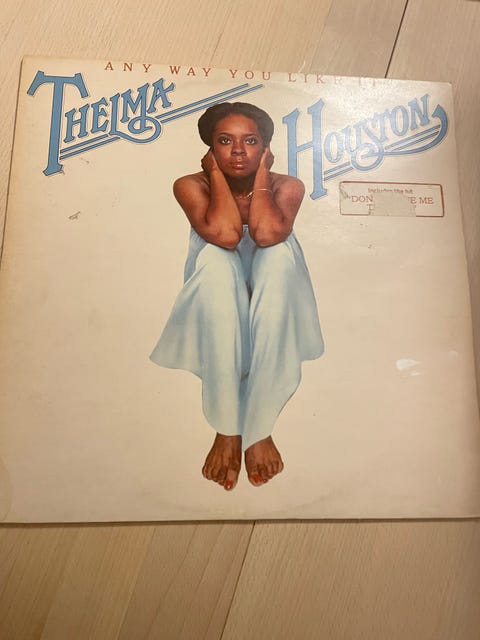 ANY WAY YOU LIKE
THELMA
HOUSTON
includes the hit
DON ME